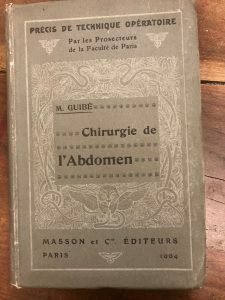 PRÉCIS DE TECHNIQUE OPÉRATOIRE
Par les Prosecteurs
de la Faculté de Paris
M. GUIBÉ
Chirurgie de
l'Abdomen
MASSON et Cie, ÉDITEURS
PARIS 1904